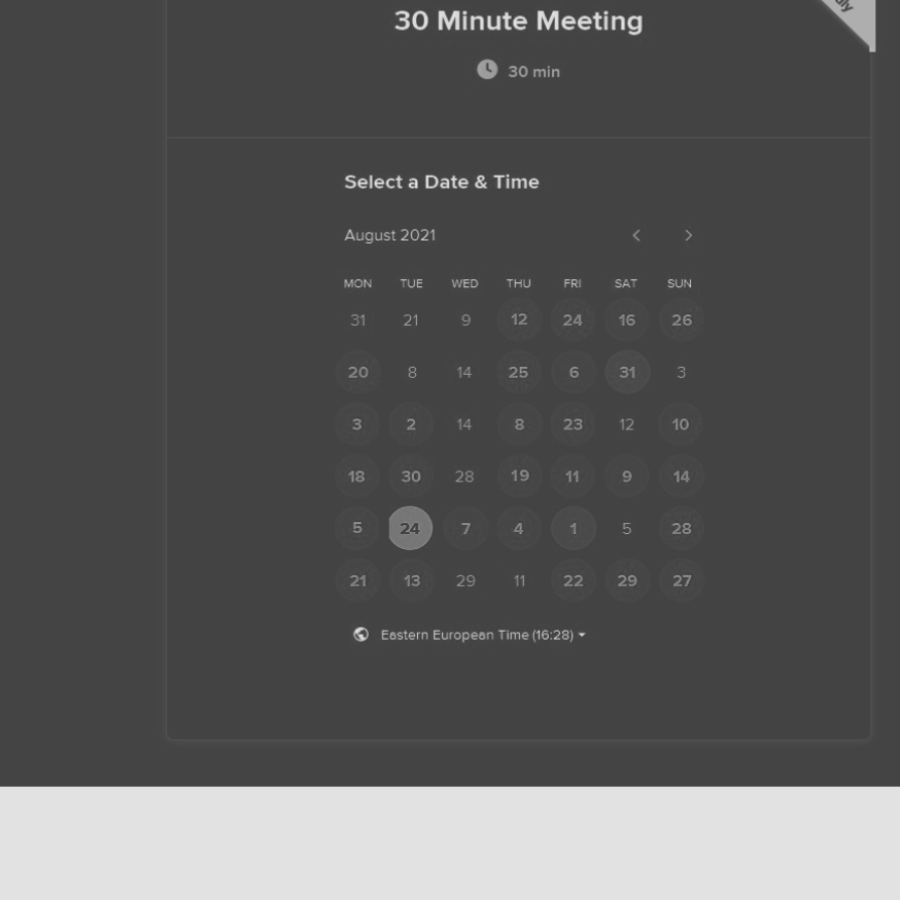 30 Minute Meeting
30 min
Select a Date & Time
August 2021
MON TUE WED THU FRI SAT SUN
31 21 9 12 24 16 26
20 8 14 25 6 31 3
3 2 14 8 23 12 10
18 30 28 19 11 9 14
5 24 7 4 1 5 28
21 13 29 11 22 29 27
Eastern European Time (16:28)